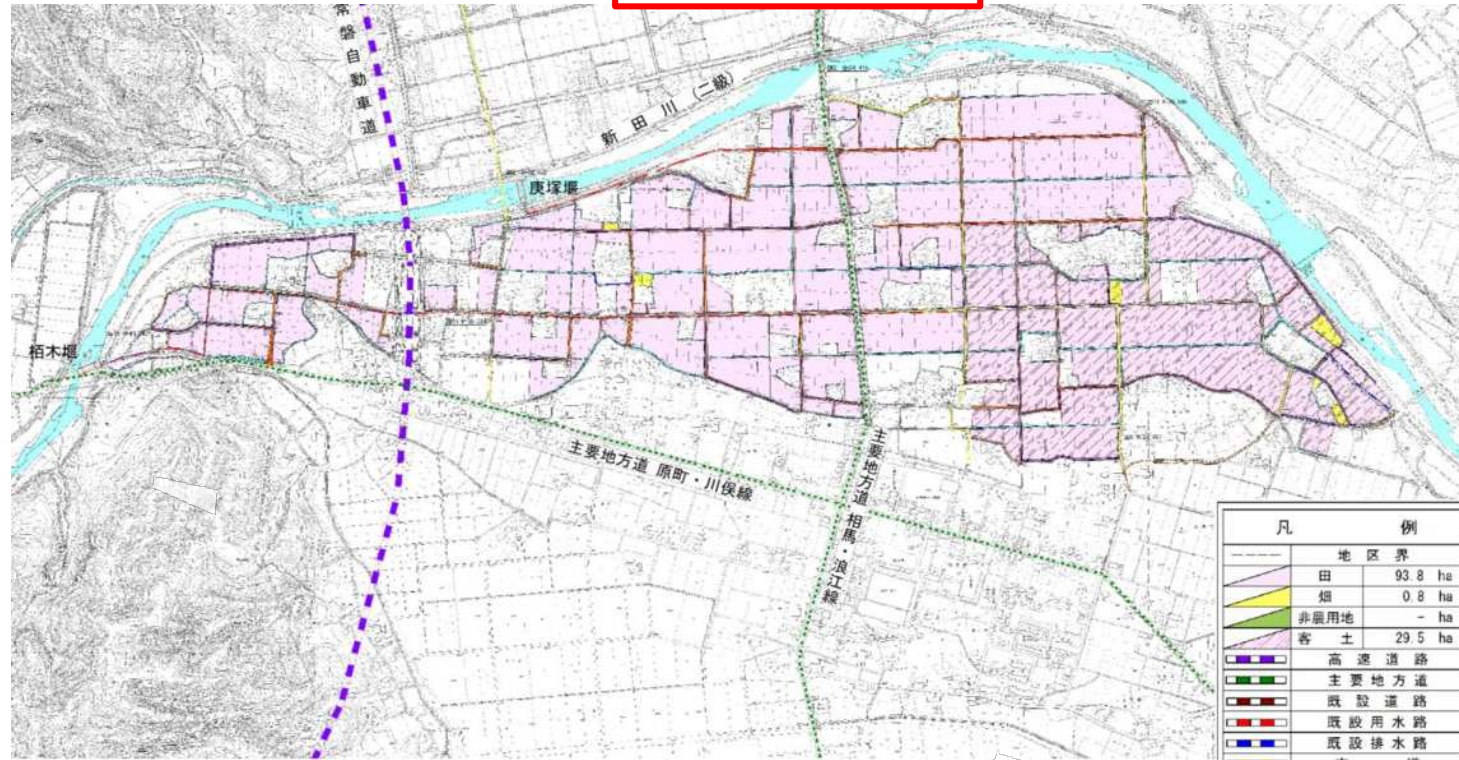 常磐自動車道
新田川(二級)
庚塚堰
栢木堰
主要地方道 原町・川俣線
主要地方道 相馬・浪江線
凡 例
地区界
田 93.8 ha
畑 0.8 ha
非農用地 - ha
客土 29.5 ha
高速道路
主要地方道
既設道路
既設用水路
既設排水路